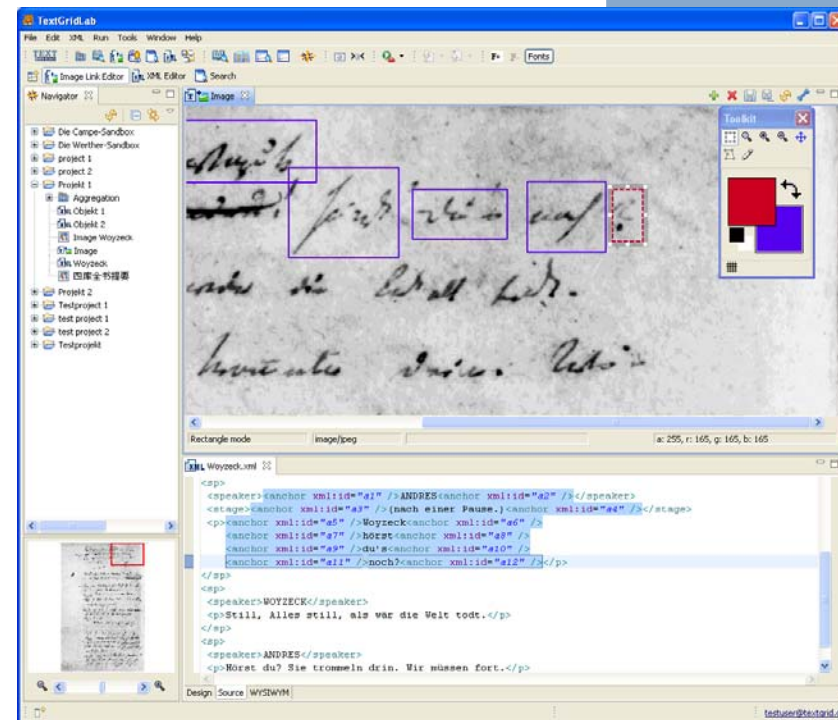 TextGridLab
File Edit XML Run Tools Window Help
TEXT Fonts
Image Link Editor XML Editor Search
Navigator
Die Campe-Sandbox
Die Werther-Sandbox
project 1
project 2
Projekt 1
Aggregation
Objekt 1
Objekt 2
Image Woyzeck
Image
Woyzeck
四库全书提要
Projekt 2
Testproject 1
test project 1
test project 2
Testprojekt
Image
Toolkit
Rectangle mode image/jpeg a: 255, r: 165, g: 165, b: 165
Woyzeck.xml
<sp>
<speaker><anchor xml:id="a1" />ANDRES<anchor xml:id="a2" /></speaker>
<stage><anchor xml:id="a3" />(nach einer Pause.)<anchor xml:id="a4" /></stage>
<p><anchor xml:id="a5" />Woyzeck<anchor xml:id="a6" />
<anchor xml:id="a7" />hörst<anchor xml:id="a8" />
<anchor xml:id="a9" />du's<anchor xml:id="a10" />
<anchor xml:id="a11" />noch?<anchor xml:id="a12" /></p>
</sp>
<sp>
<speaker>WOYZECK</speaker>
<p>Still, Alles still, als wär die Welt todt.</p>
</sp>
<sp>
<speaker>ANDRES</speaker>
<p>Hörst du? Sie trommeln drin. Wir müssen fort.</p>
Design Source WYSIWYM